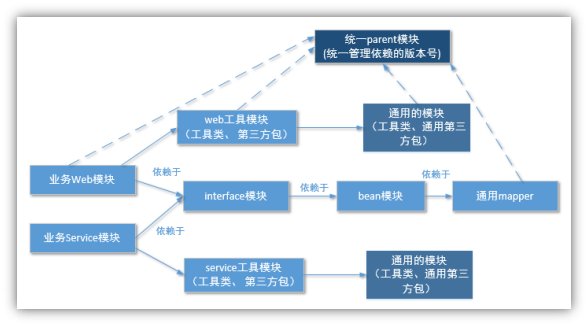 统一parent模块
(统一管理依赖的版本号)
web工具模块
（工具类、 第三方包）
通用的模块
（工具类、通用第三
方包）
业务Web模块
依赖于
interface模块
依赖于
bean模块
依赖于
通用mapper
业务Service模块
依赖于
service工具模块
（工具类、 第三方包）
通用的模块
（工具类、通用第三
方包）